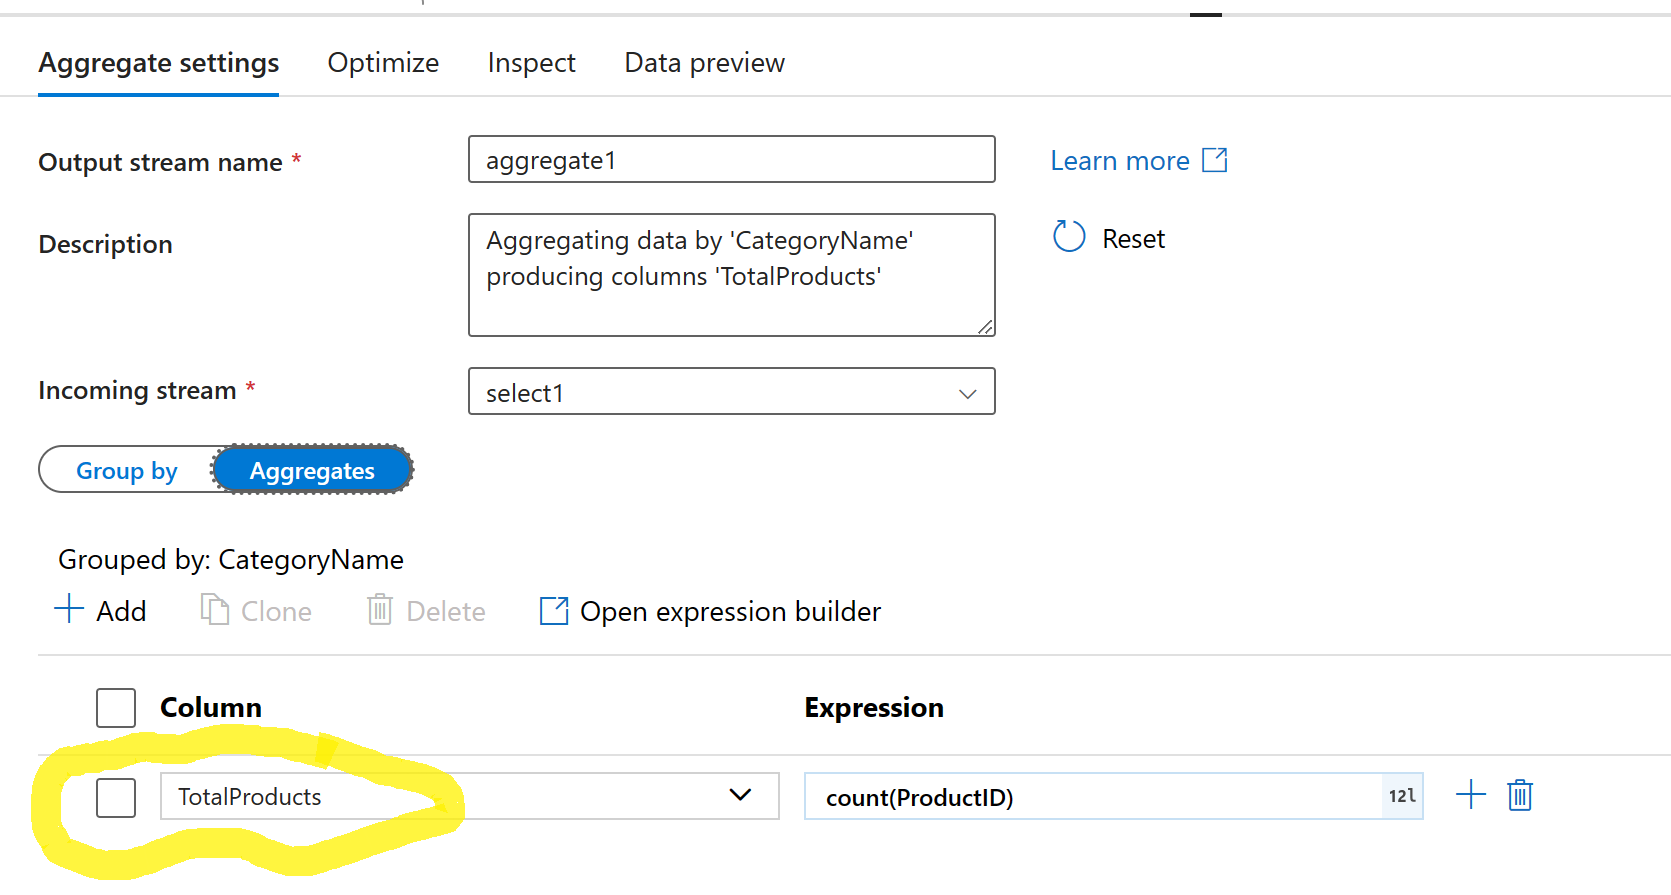 Aggregate settings Optimize Inspect Data preview
Output stream name * aggregate1 Learn more
Description Aggregating data by 'CategoryName'
producing columns 'TotalProducts'
Reset
Incoming stream * select1
Group by Aggregates
Grouped by: CategoryName
Add Clone Delete Open expression builder
Column Expression
TotalProducts count(ProductID) 12l